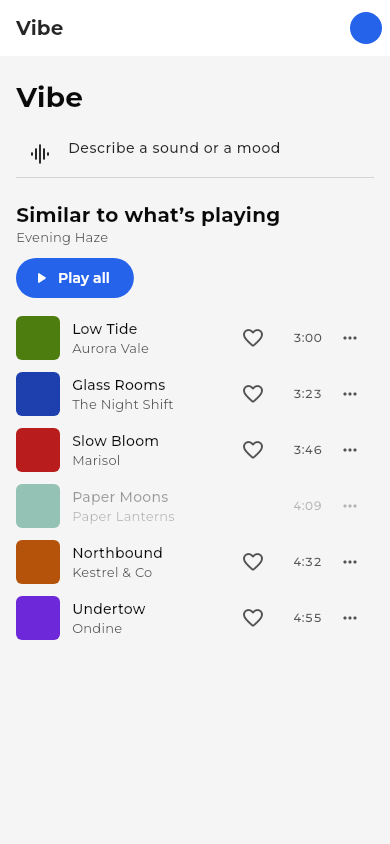 Vibe
Vibe
Describe a sound or a mood
Similar to what’s playing
Evening Haze
Play all
Low Tide
Aurora Vale
3:00
Glass Rooms
The Night Shift
3:23
Slow Bloom
Marisol
3:46
Paper Moons
Paper Lanterns
4:09
Northbound
Kestrel & Co
4:32
Undertow
Ondine
4:55